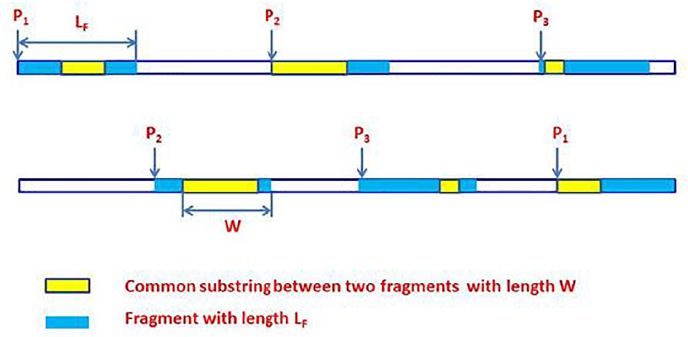 P1 LF P2 P3
P2 P3 P1
W
Common substring between two fragments with length W
Fragment with length LF